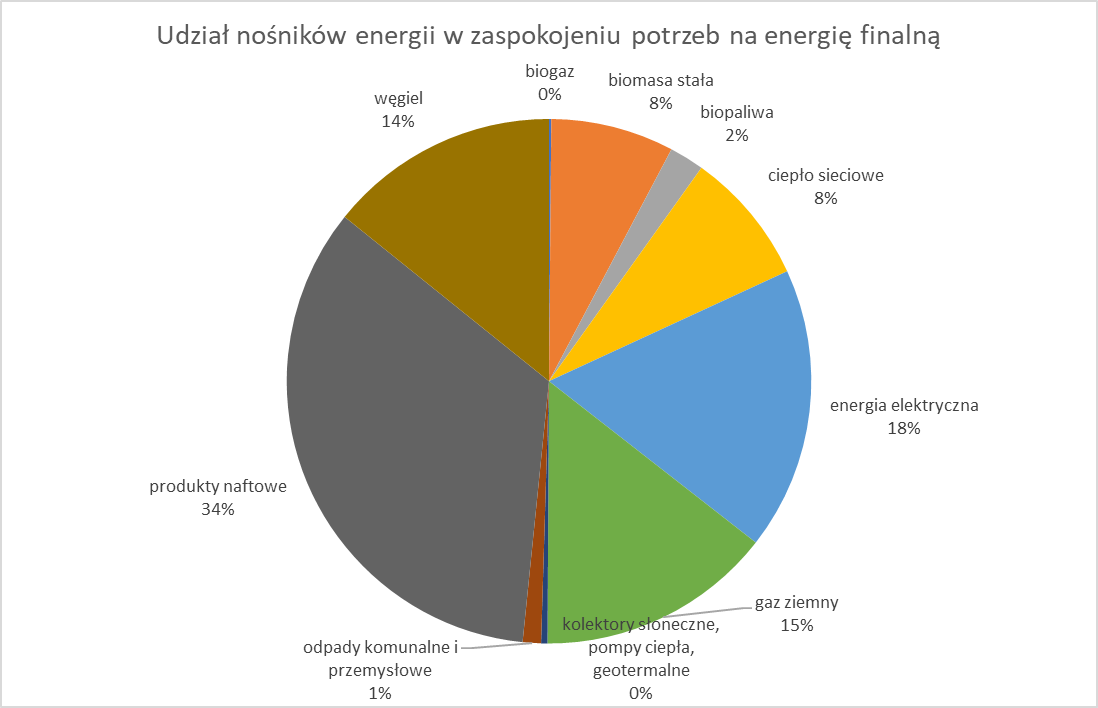 Udział nośników energii w zaspokojeniu potrzeb na energię finalną
biogaz
0%
biomasa stała
8%
biopaliwa
2%
ciepło sieciowe
8%
energia elektryczna
18%
gaz ziemny
15%
kolektory słoneczne,
pompy ciepła,
geotermalne
0%
odpady komunalne i
przemysłowe
1%
produkty naftowe
34%
węgiel
14%